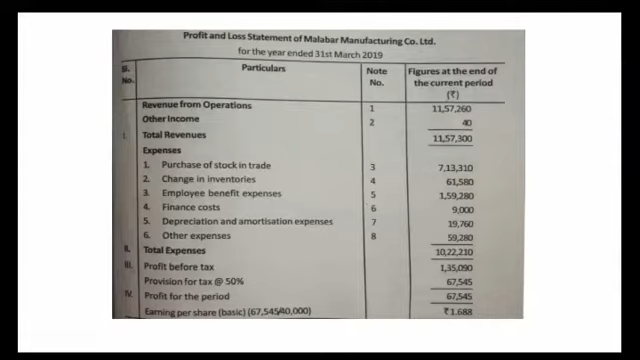 Profit and Loss Statement of Malabar Manufacturing Co. Ltd.
for the year ended 31st March 2019
S. No. Particulars Note No. Figures at the end of the current period (₹)
Revenue from Operations 1 11,57,260
Other Income 2 40
I. Total Revenues 11,57,300
Expenses
1. Purchase of stock in trade 3 7,13,310
2. Change in inventories 4 61,580
3. Employee benefit expenses 5 1,59,280
4. Finance costs 6 9,000
5. Depreciation and amortisation expenses 7 19,760
6. Other expenses 8 59,280
II. Total Expenses 10,22,210
III. Profit before tax 1,35,090
Provision for tax @ 50% 67,545
IV. Profit for the period 67,545
Earning per share (basic) (67,545/40,000) ₹1.688